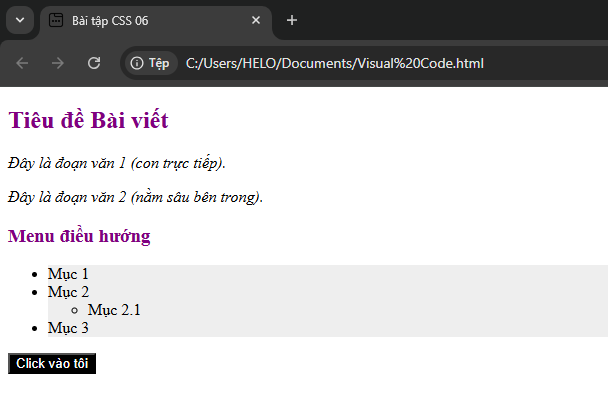 Bài tập CSS 06
Tệp
C:/Users/HELO/Documents/Visual%20Code.html
Tiêu đề Bài viết
Đây là đoạn văn 1 (con trực tiếp).
Đây là đoạn văn 2 (nằm sâu bên trong).
Menu điều hướng
Mục 1
Mục 2
Mục 2.1
Mục 3
Click vào tôi